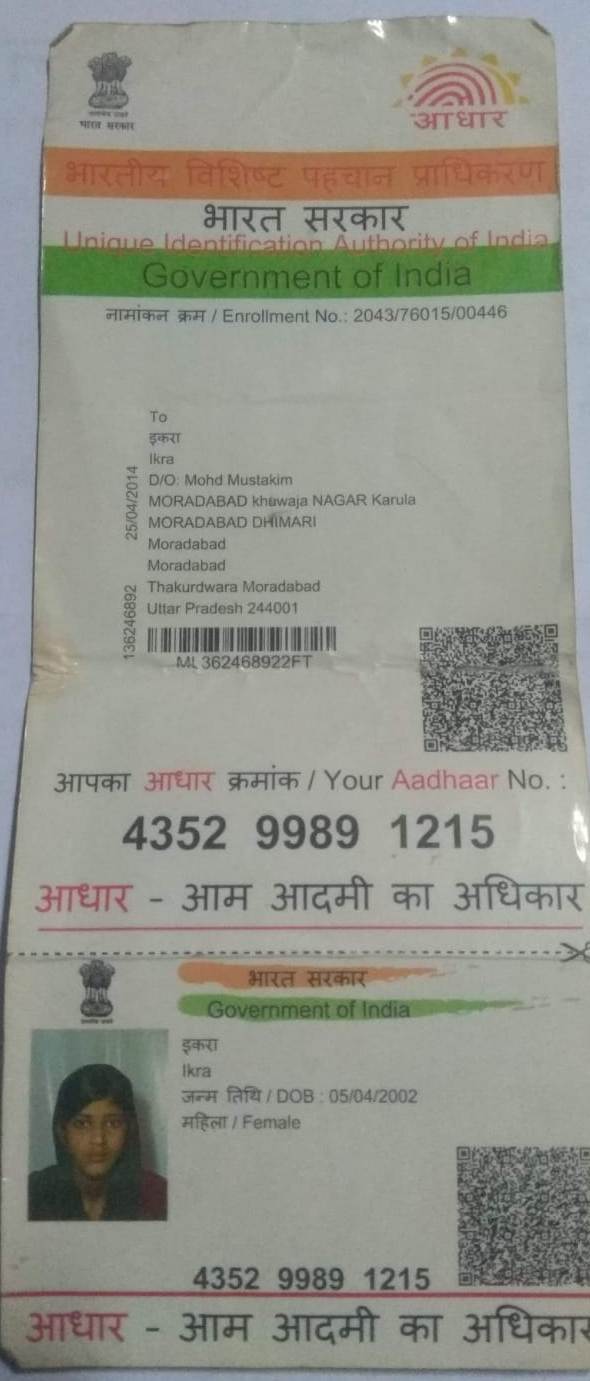 भारत सरकार
आधार
भारतीय विशिष्ट पहचान प्राधिकरण
भारत सरकार
Unique Identification Authority of India
Government of India
नामांकन क्रम / Enrollment No.: 2043/76015/00446
To
इकरा
Ikra
D/O: Mohd Mustakim
MORADABAD khawaja NAGAR Karula
MORADABAD DHIMARI
Moradabad
Moradabad
Thakurdwara Moradabad
Uttar Pradesh 244001
25/04/2014
136246892
ML362468922FT
आपका आधार क्रमांक / Your Aadhaar No. :
4352 9989 1215
आधार - आम आदमी का अधिकार
भारत सरकार
Government of India
इकरा
Ikra
जन्म तिथि / DOB : 05/04/2002
महिला / Female
4352 9989 1215
आधार - आम आदमी का अधिकार